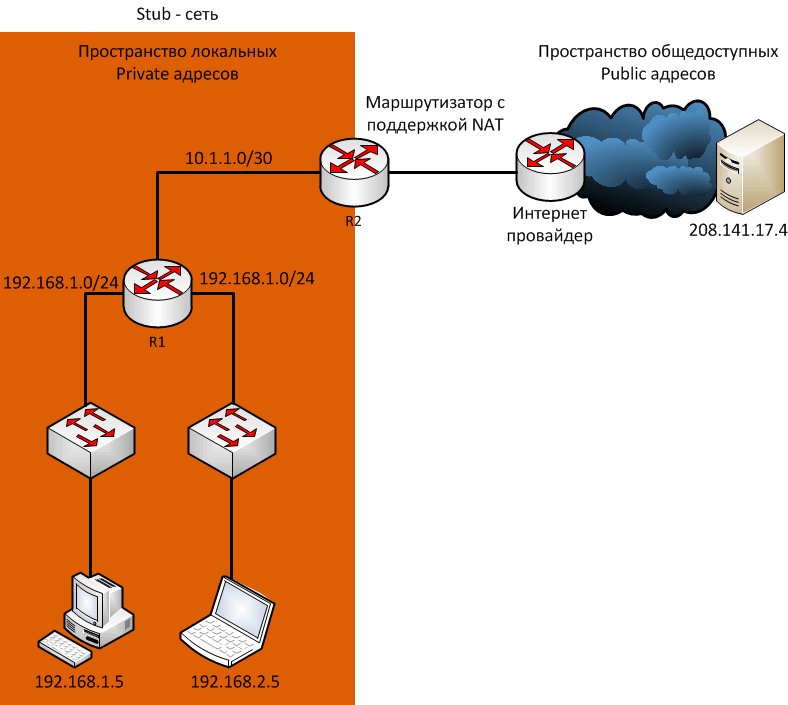 Stub - сеть
Пространство локальных
Private адресов
Пространство общедоступных
Public адресов
Маршрутизатор с
поддержкой NAT
10.1.1.0/30
R2
Интернет
провайдер
208.141.17.4
192.168.1.0/24
192.168.1.0/24
R1
192.168.1.5
192.168.2.5